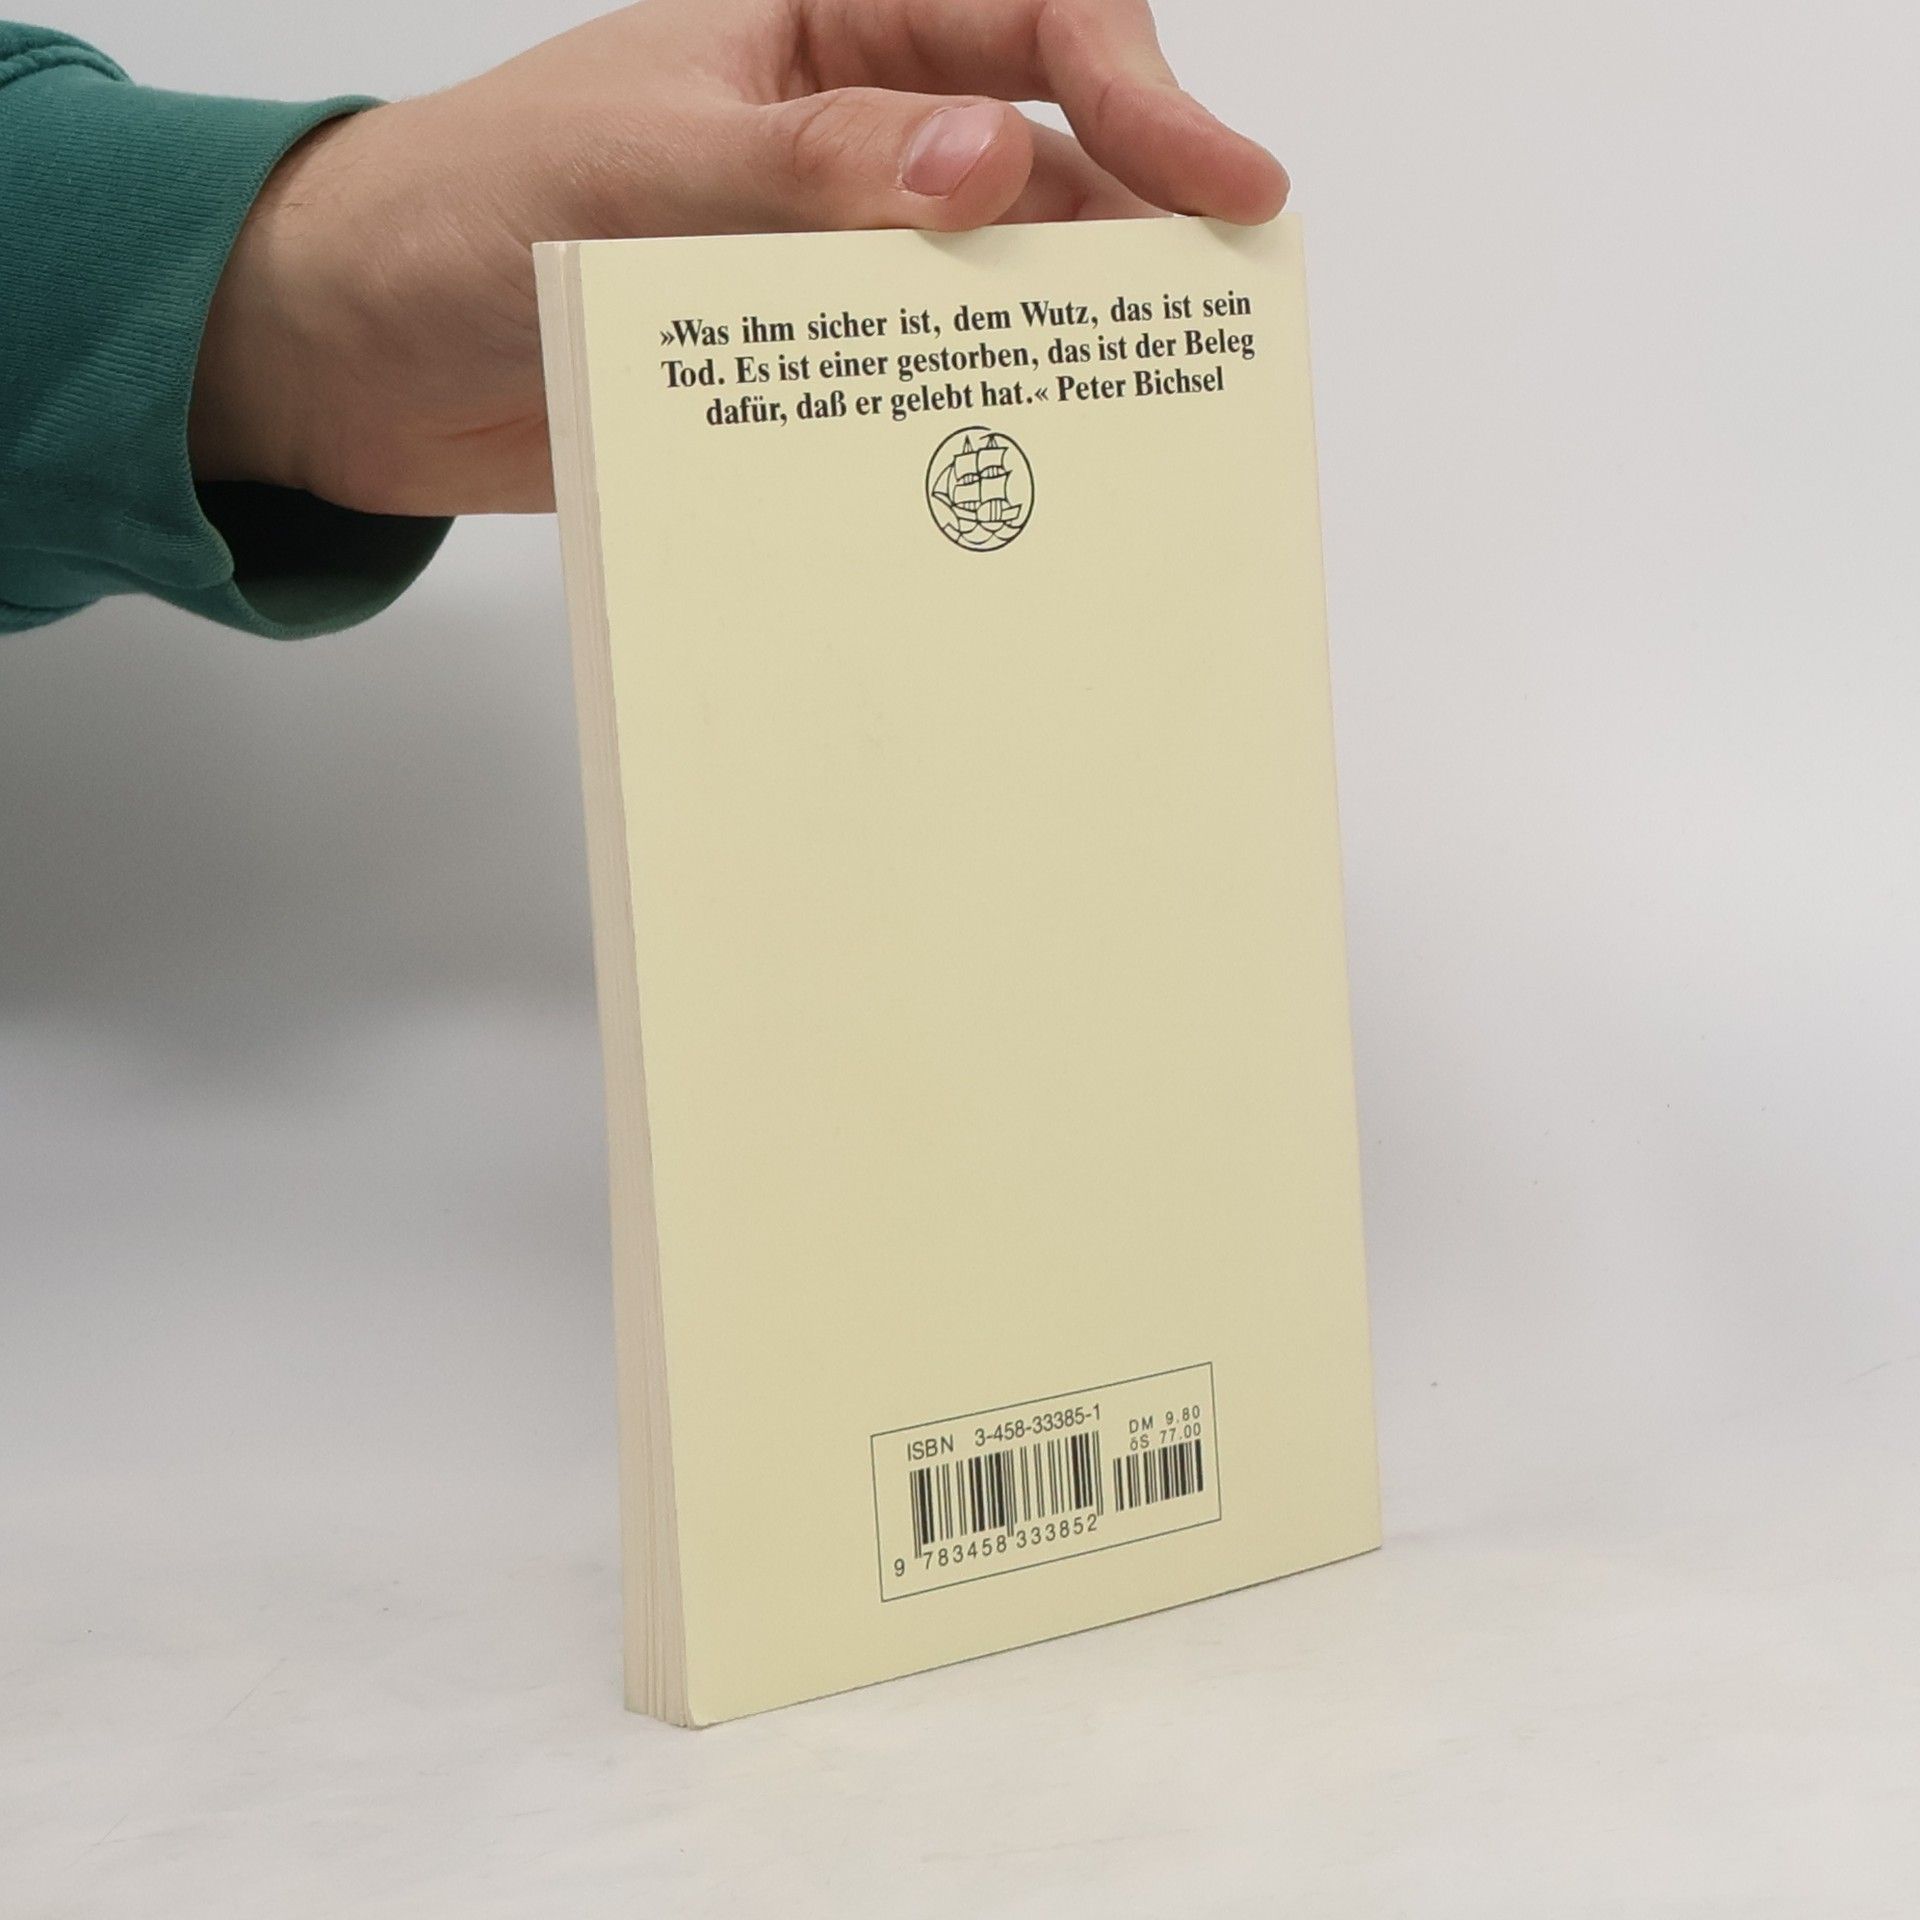 »Was ihm sicher ist, dem Wutz, das ist sein
Tod. Es ist einer gestorben, das ist der Beleg
dafür, daß er gelebt hat.« Peter Bichsel
ISBN 3-458-33385-1
DM 9.80
öS 77.00
9 783458 333852